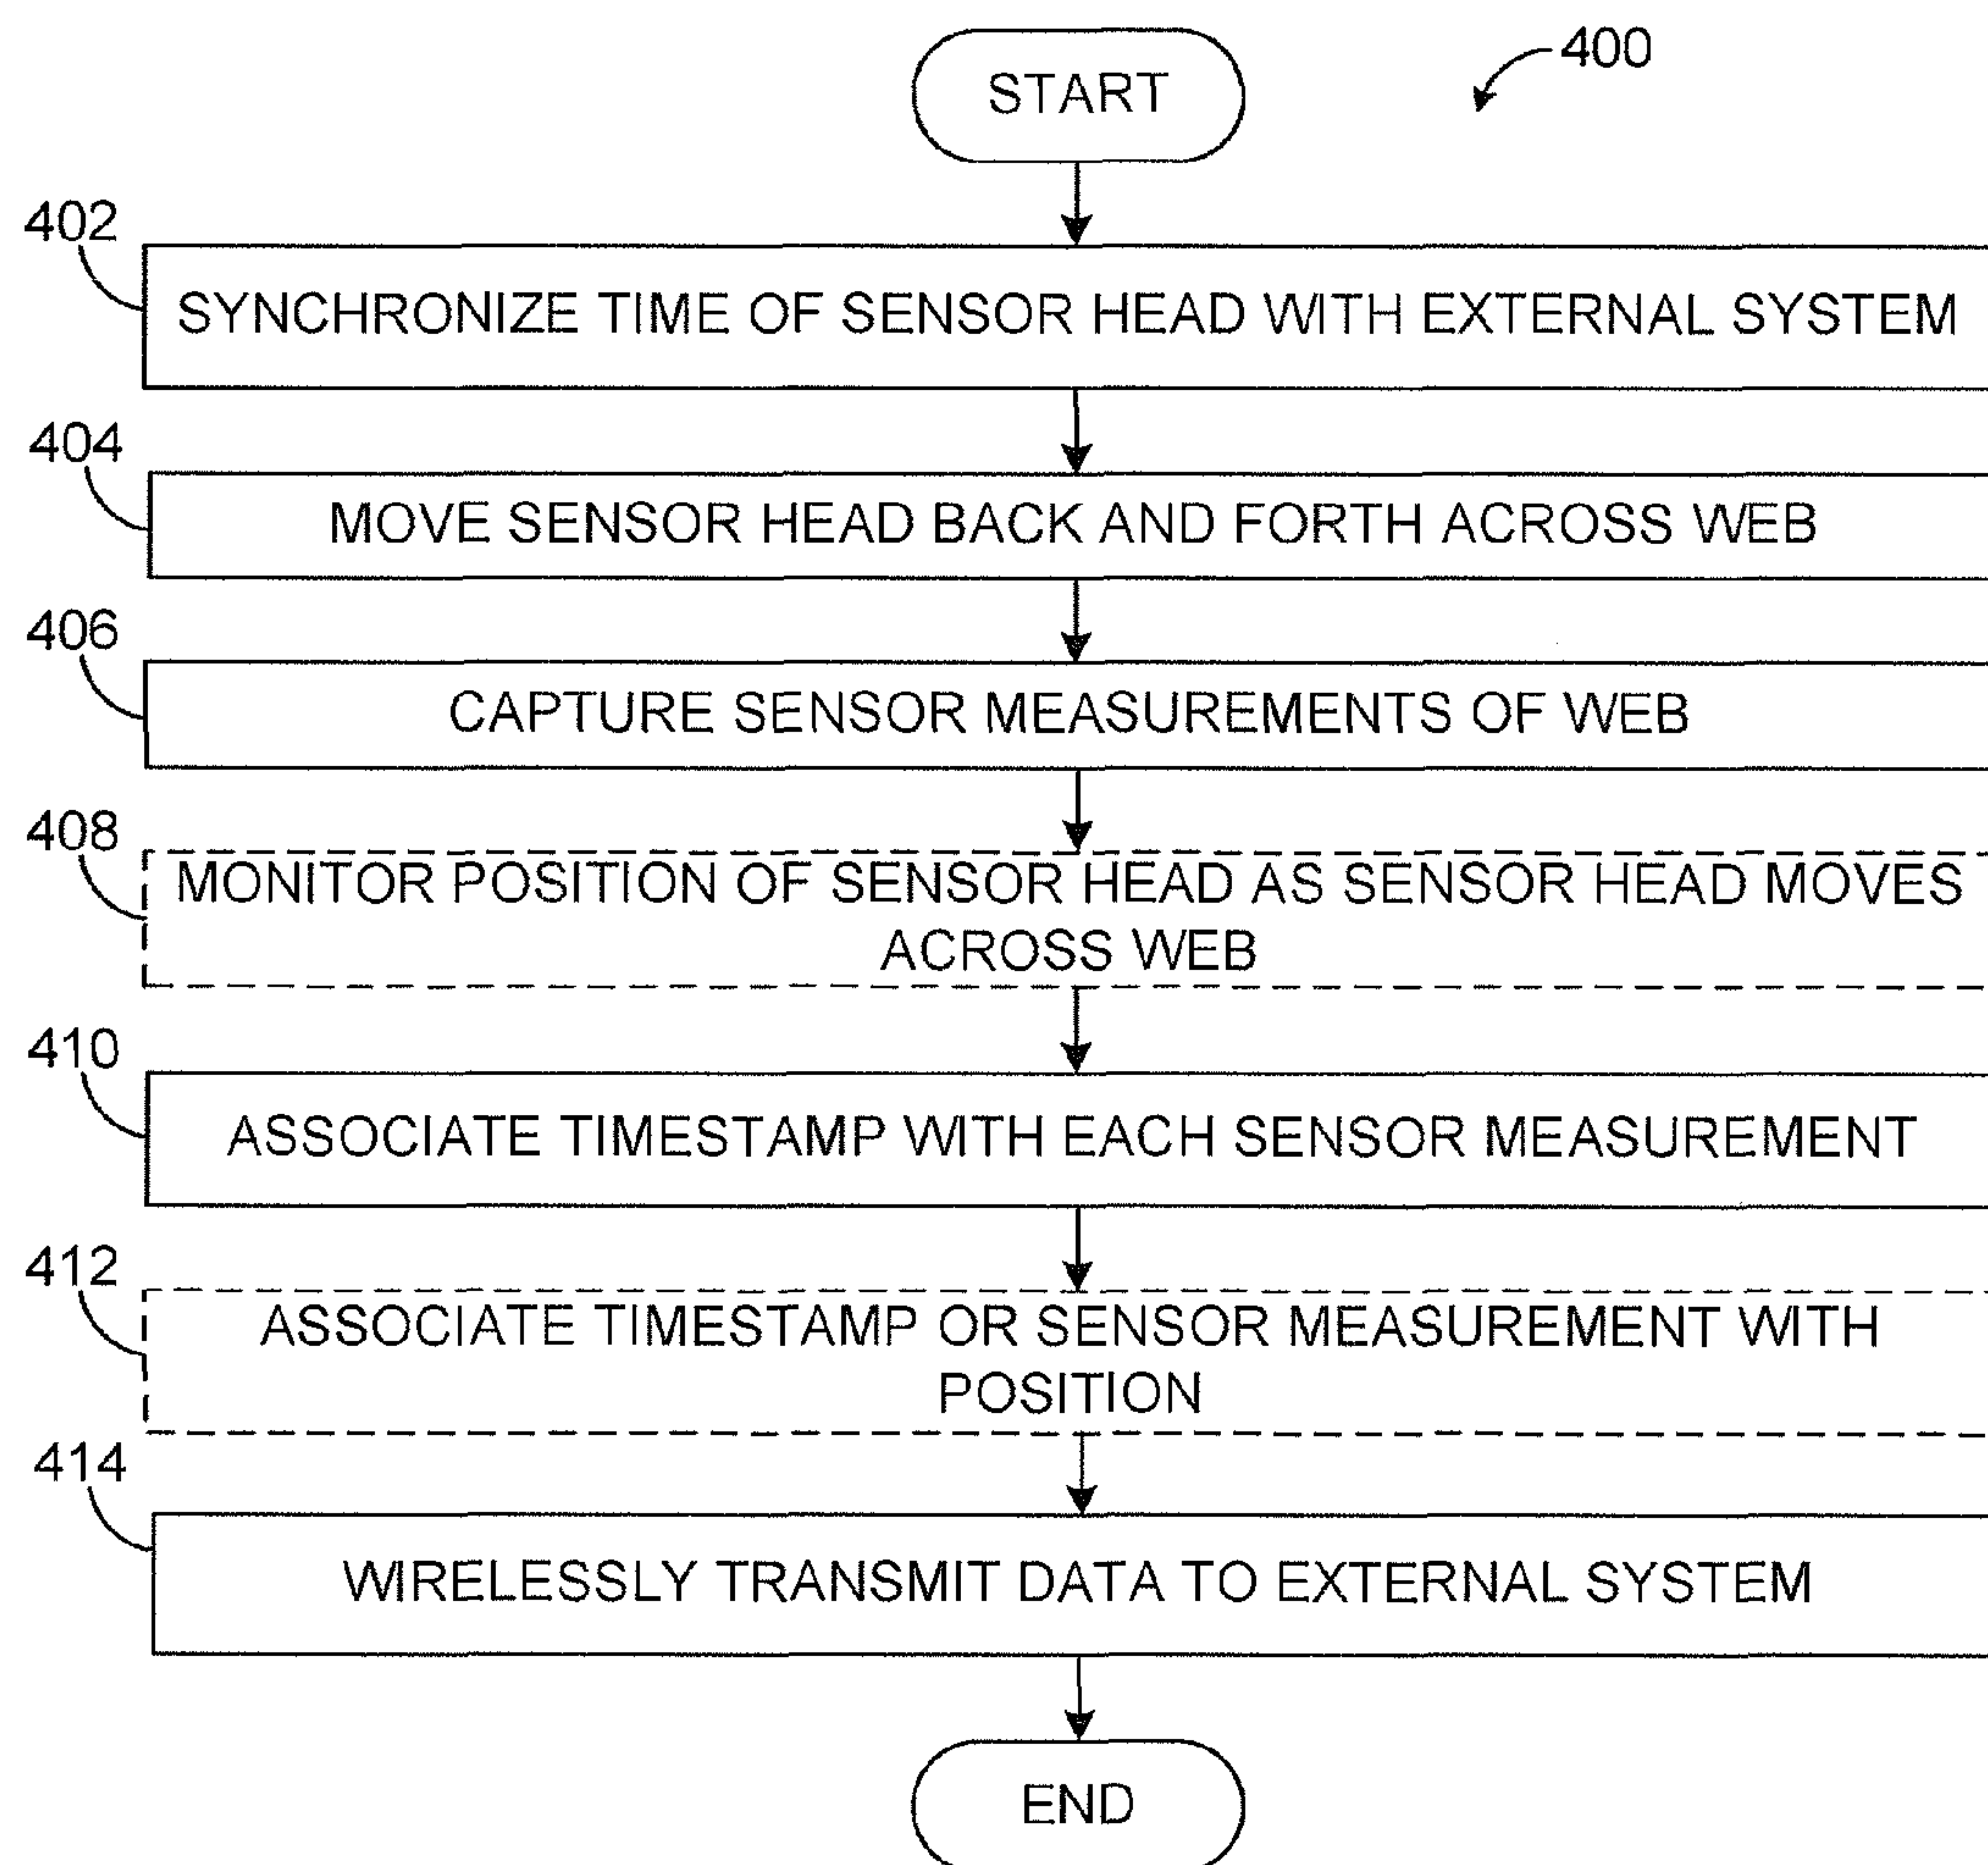 START
400
402
SYNCHRONIZE TIME OF SENSOR HEAD WITH EXTERNAL SYSTEM
404
MOVE SENSOR HEAD BACK AND FORTH ACROSS WEB
406
CAPTURE SENSOR MEASUREMENTS OF WEB
408
MONITOR POSITION OF SENSOR HEAD AS SENSOR HEAD MOVES
ACROSS WEB
410
ASSOCIATE TIMESTAMP WITH EACH SENSOR MEASUREMENT
412
ASSOCIATE TIMESTAMP OR SENSOR MEASUREMENT WITH
POSITION
414
WIRELESSLY TRANSMIT DATA TO EXTERNAL SYSTEM
END